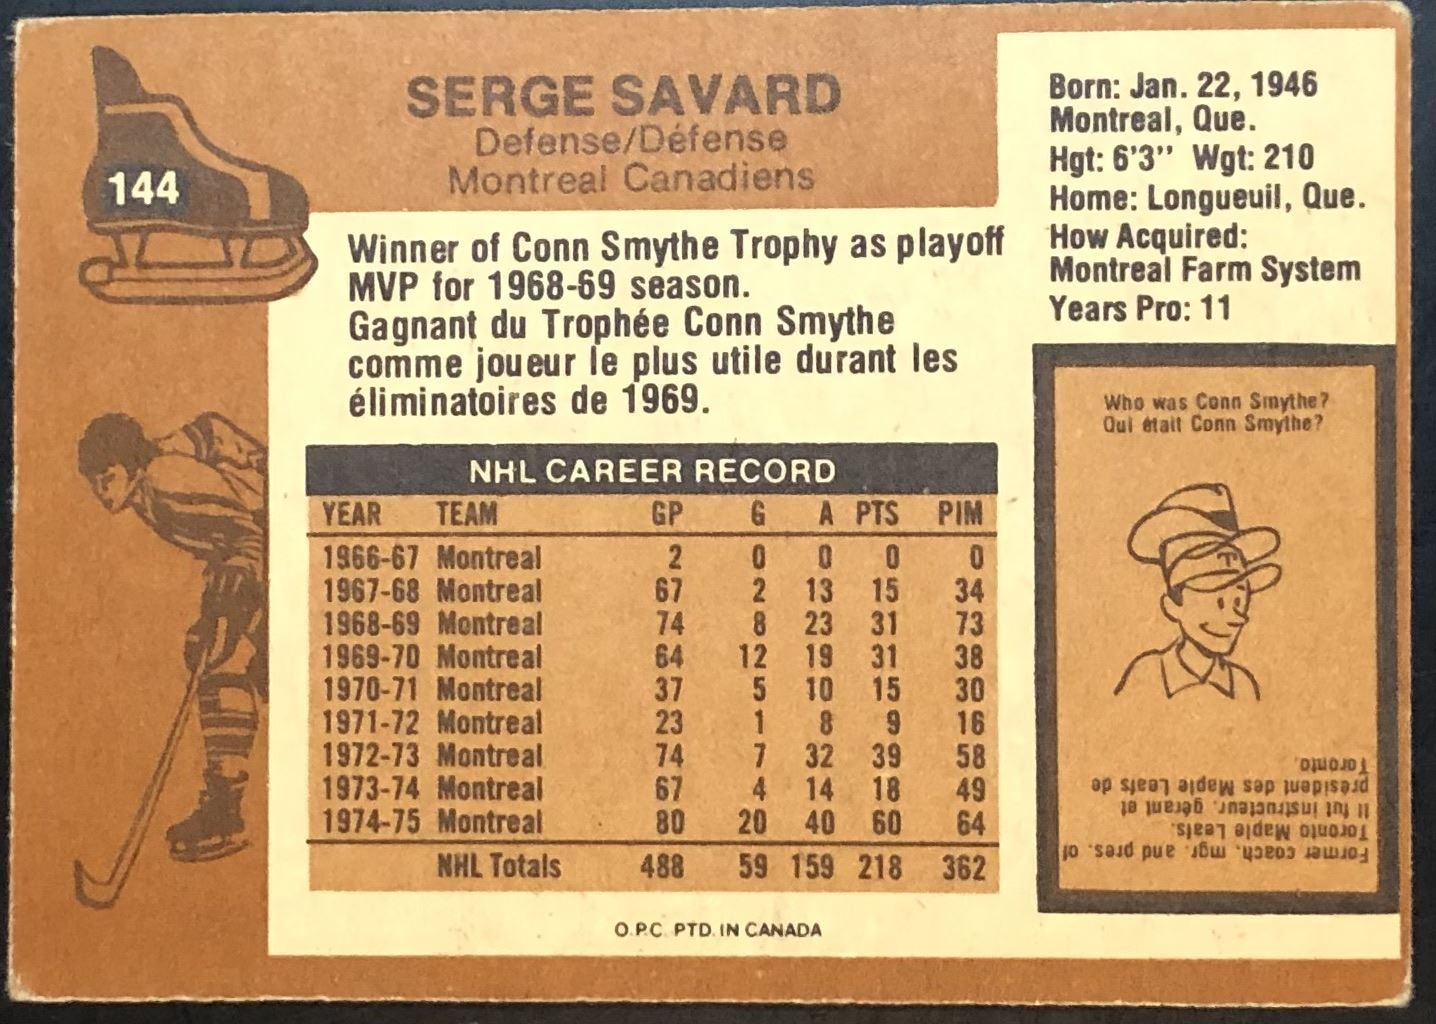 144
SERGE SAVARD
Defense/Défense
Montreal Canadiens
Born: Jan. 22, 1946
Montreal, Que.
Hgt: 6'3" Wgt: 210
Home: Longueuil, Que.
How Acquired:
Montreal Farm System
Years Pro: 11
Winner of Conn Smythe Trophy as playoff
MVP for 1968-69 season.
Gagnant du Trophée Conn Smythe
comme joueur le plus utile durant les
éliminatoires de 1969.
NHL CAREER RECORD
YEAR TEAM GP G A PTS PIM
1966-67 Montreal 2 0 0 0 0
1967-68 Montreal 67 2 13 15 34
1968-69 Montreal 74 8 23 31 73
1969-70 Montreal 64 12 19 31 38
1970-71 Montreal 37 5 10 15 30
1971-72 Montreal 23 1 8 9 16
1972-73 Montreal 74 7 32 39 58
1973-74 Montreal 67 4 14 18 49
1974-75 Montreal 80 20 40 60 64
NHL Totals 488 59 159 218 362
O.P.C. PTD. IN CANADA
Who was Conn Smythe?
Qui était Conn Smythe?
T
Former coach, mgr. and pres. of
Toronto Maple Leafs.
Il fut instructeur, gérant et
président des Maple Leafs de
Toronto.